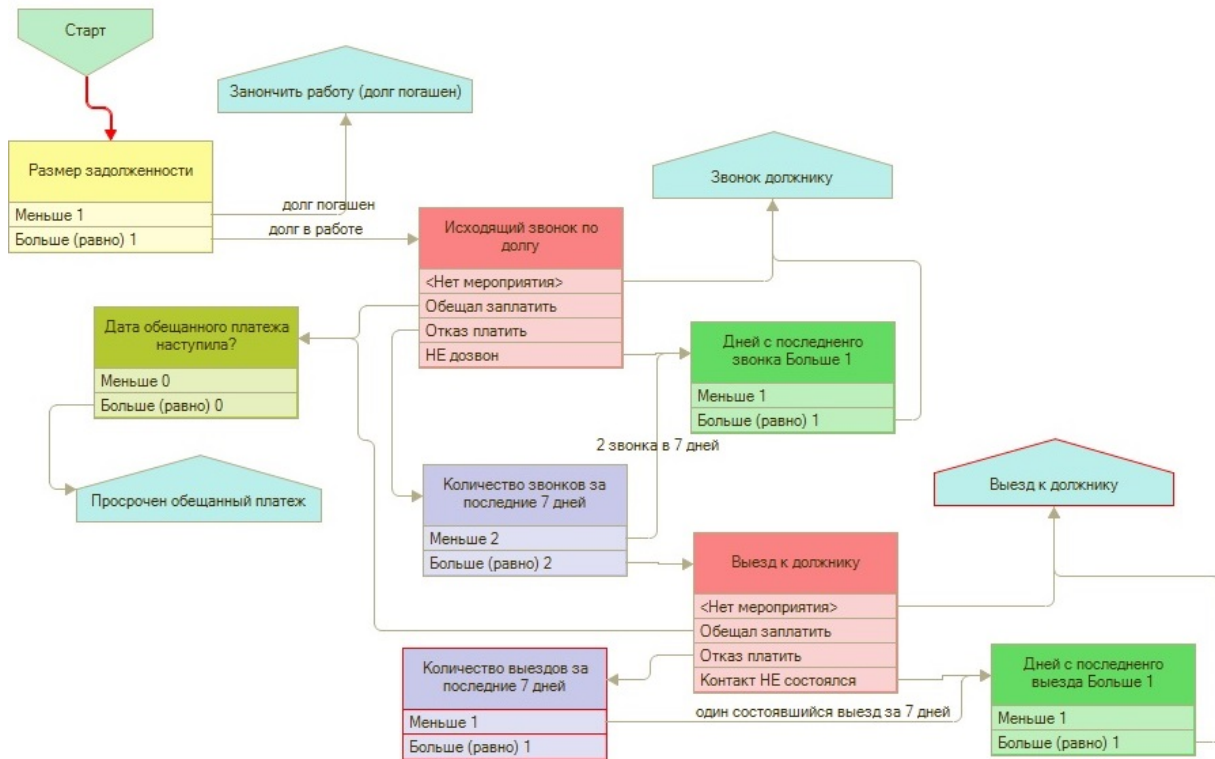 Старт
Занончить работу (долг погашен)
Размер задолженности
Меньше 1
Больше (равно) 1
долг погашен
долг в работе
Звонок должнику
Исходящий звонок по
долгу
<Нет мероприятия>
Обещал заплатить
Отказ платить
НЕ дозвон
Дата обещанного платежа
наступила?
Меньше 0
Больше (равно) 0
Дней с последненго
звонка Больше 1
Меньше 1
Больше (равно) 1
2 звонка в 7 дней
Просрочен обещанный платеж
Количество звонков за
последние 7 дней
Меньше 2
Больше (равно) 2
Выезд к должнику
Выезд к должнику
<Нет мероприятия>
Обещал заплатить
Отказ платить
Контакт НЕ состоялся
Количество выездов за
последние 7 дней
Меньше 1
Больше (равно) 1
один состоявшийся выезд за 7 дней
Дней с последненго
выезда Больше 1
Меньше 1
Больше (равно) 1